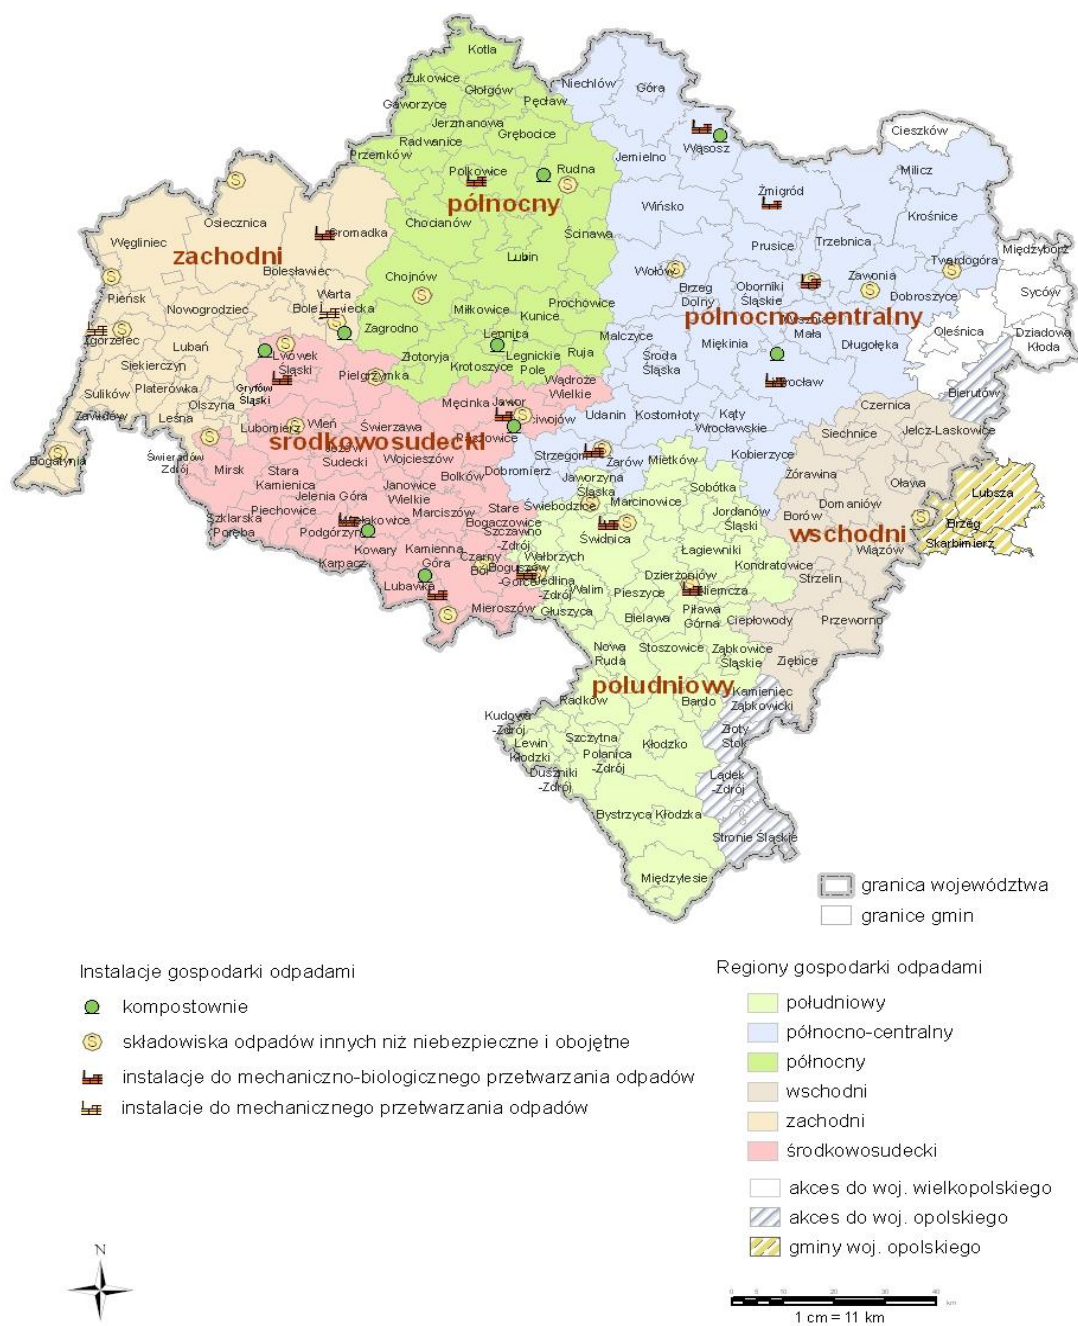 Kotla
Żukowice
Głogów
Gaworzyce
Pęcław
Jerzmanowa
Grębocice
Radwanice
Przemków
Polkowice
Rudna
północny
Chocianów
Ścinawa
Lubin
Chojnów
Prochowice
Miłkowice
Kunice
Zagrodno
Legnickie
Pole
Ruja
Złotoryja
Krotoszyce
Niechlów
Góra
Wąsosz
Jemielno
Cieszków
Milicz
Żmigród
Wińsko
Krośnice
Prusice
Trzebnica
Międzybórz
Wołów
Zawonia
Twardogóra
Brzeg
Dolny
Oborniki
Śląskie
Dobroszyce
Syców
Mała
Oleśnica
Dziadowa
Kłoda
Malczyce
Miękinia
Długołęka
Środa
Śląska
Bierutów
Osiecznica
Węgliniec
Gromadka
zachodni
Bolesławiec
Pieńsk
Warta
Nowogrodziec
Zgorzelec
Lubań
Siekierczyn
Sulików
Platerówka
Olszyna
Leśna
Zawidów
Bogatynia
Świeradów
Zdrój
Lwówek
Śląski
Gryfów
Śląski
Pielgrzymka
Wądroże
Wielkie
Męcinka
Jawor
Lubomierz
Wleń
Świerzawa
środkowosudecki
Sudecki
Wojcieszów
Mirsk
Stara
Kamienica
Bolków
Janowice
Wielkie
Jelenia Góra
Marciszów
Piechowice
Szklarska
Poręba
Podgórzyn
Kowary
Karpacz
Kamienna
Góra
Stare
Bogaczowice
Szczawno
-Zdrój
Czarny
Bór
Lubawka
Mieroszów
Udanin
Kostomłoty
Kąty
Wrocławskie
Strzegom
Żarów
Mietków
Kobierzyce
Dobromierz
Jaworzyna
Śląska
Czernica
Siechnice
Jelcz-Laskowice
Żórawina
Oława
Domaniów
Borów
wschodni
Wiązów
Lubsza
Brzeg
Skarbimierz
Kondratowice
Strzelin
Ciepłowody
Przeworno
Ziębice
Sobótka
Marcinowice
Jordanów
Śląski
Świebodzice
Świdnica
Łagiewniki
Wałbrzych
Dzierżoniów
Niemcza
Walim
Pieszyce
Głuszyca
Bielawa
Piława
Górna
Nowa
Ruda
Stoszowice
Ząbkowice
Śląskie
południowy
Kamieniec
Ząbkowicki
Radków
Bardo
Kudowa
-Zdrój
Lewin
Kłodzki
Szczytna
Polanica
-Zdrój
Kłodzko
Złoty
Stok
Duszniki
-Zdrój
Lądek
-Zdrój
Bystrzyca Kłodzka
Stronie Śląskie
Międzylesie
granica województwa
granice gmin
Instalacje gospodarki odpadami
kompostownie
składowiska odpadów innych niż niebezpieczne i obojętne
instalacje do mechaniczno-biologicznego przetwarzania odpadów
instalacje do mechanicznego przetwarzania odpadów
Regiony gospodarki odpadami
południowy
północno-centralny
północny
wschodni
zachodni
środkowosudecki
akces do woj. wielkopolskiego
akces do woj. opolskiego
gminy woj. opolskiego
N
1 cm = 11 km